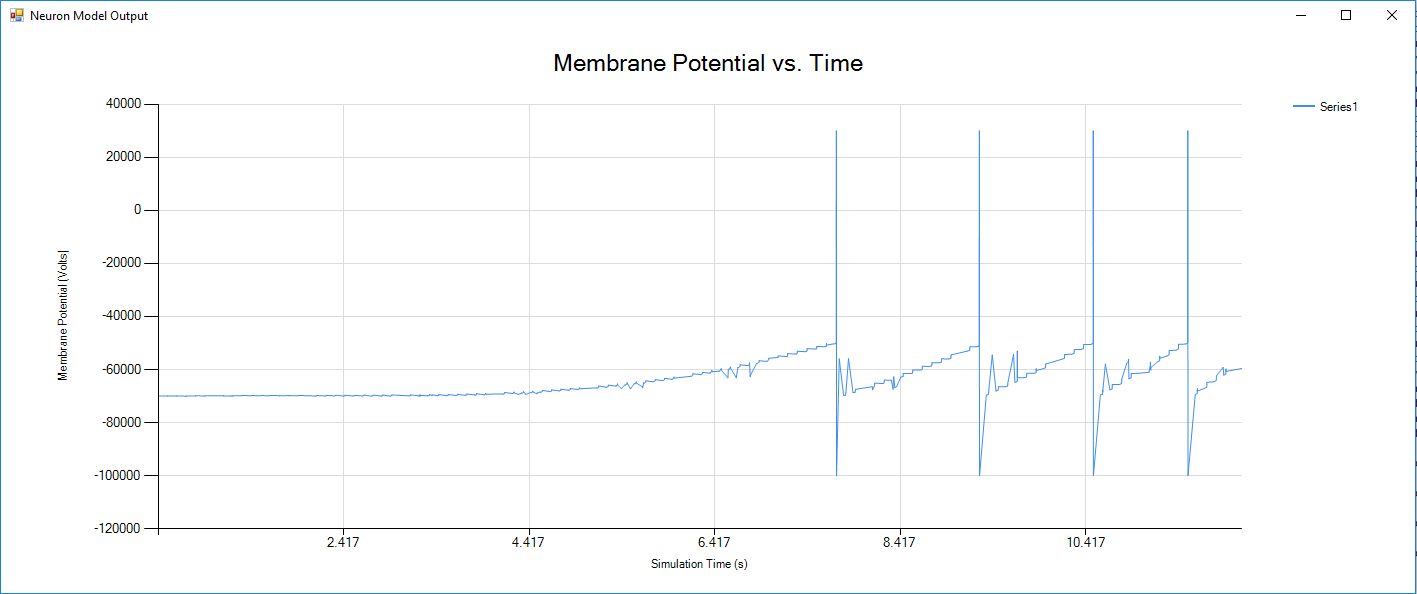 Neuron Model Output
Membrane Potential vs. Time
40000
20000
0
-20000
-40000
-60000
-80000
-100000
-120000
Membrane Potential (Volts)
2.417 4.417 6.417 8.417 10.417
Simulation Time (s)
Series1